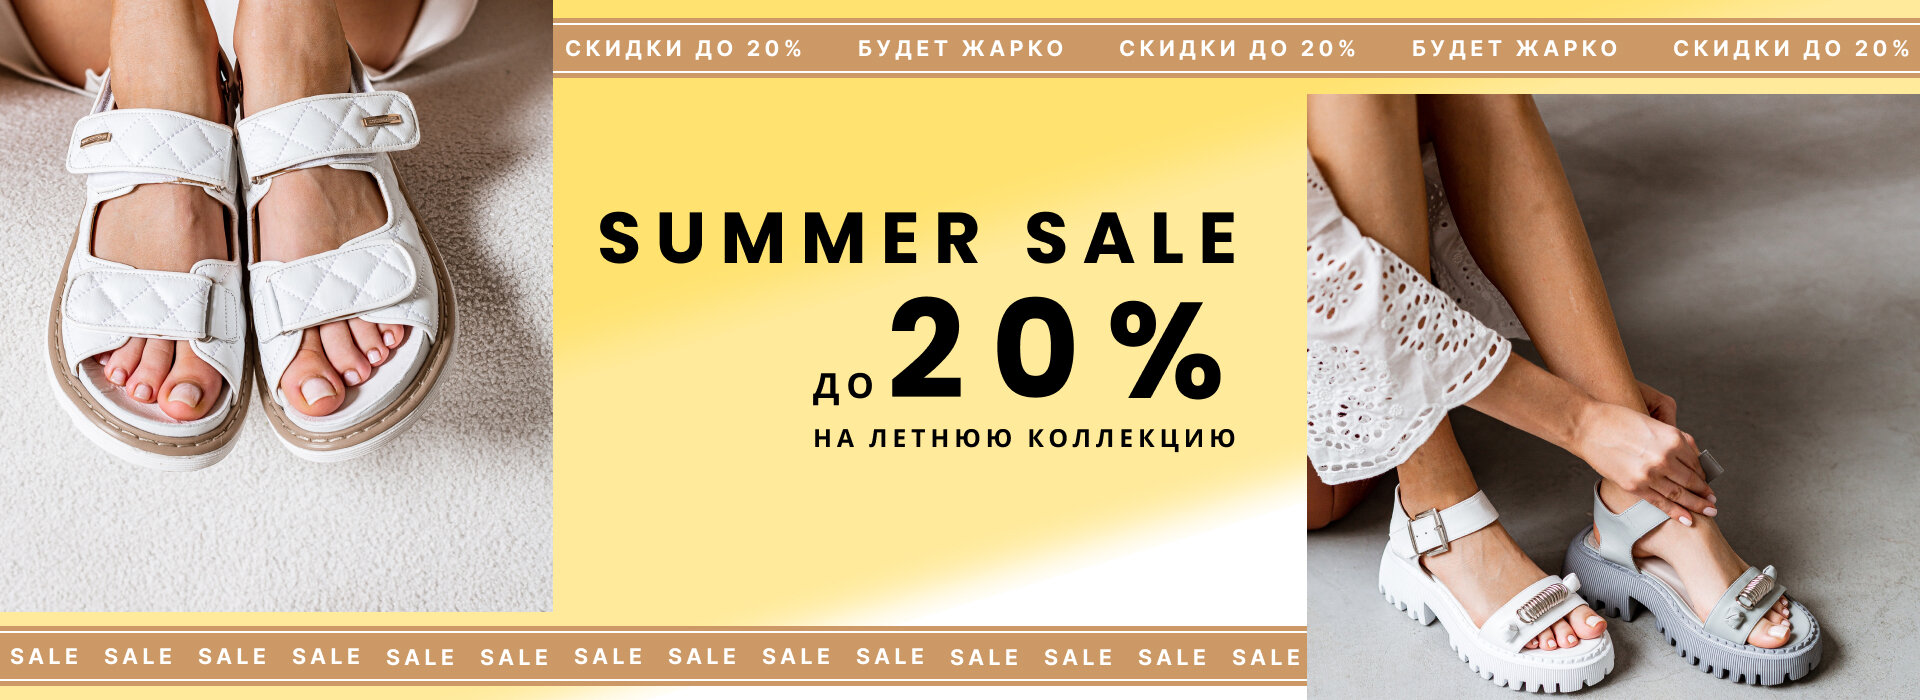 СКИДКИ ДО 20% БУДЕТ ЖАРКО СКИДКИ ДО 20% БУДЕТ ЖАРКО СКИДКИ ДО 20%
SUMMER SALE
ДО 20%
НА ЛЕТНЮЮ КОЛЛЕКЦИЮ
SALE SALE SALE SALE SALE SALE SALE SALE SALE SALE SALE SALE SALE SALE